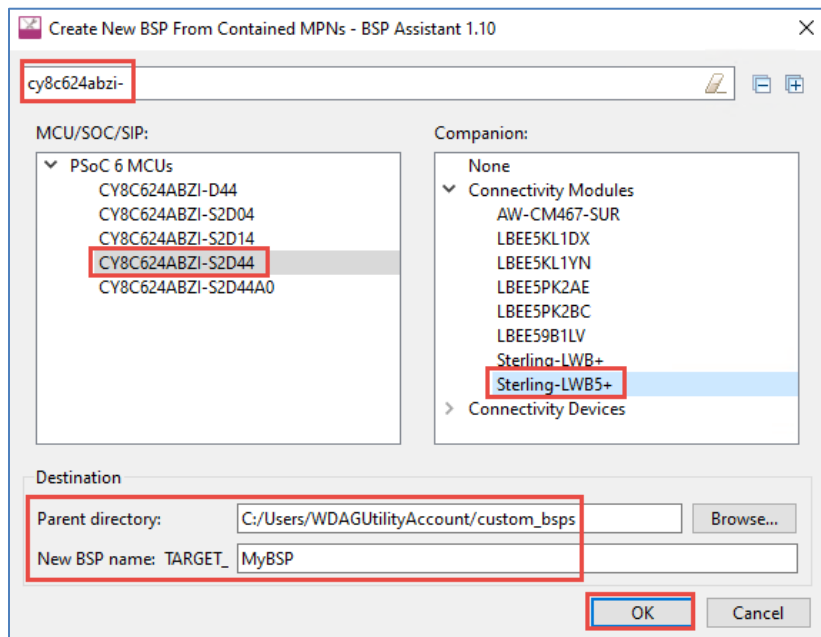 Create New BSP From Contained MPNs - BSP Assistant 1.10
cy8c624abzi-
MCU/SOC/SIP:
PSoC 6 MCUs
CY8C624ABZI-D44
CY8C624ABZI-S2D04
CY8C624ABZI-S2D14
CY8C624ABZI-S2D44
CY8C624ABZI-S2D44A0
Companion:
None
Connectivity Modules
AW-CM467-SUR
LBEE5KL1DX
LBEE5KL1YN
LBEE5PK2AE
LBEE5PK2BC
LBEE59B1LV
Sterling-LWB+
Sterling-LWB5+
Connectivity Devices
Destination
Parent directory: C:/Users/WDAGUtilityAccount/custom_bsps Browse...
New BSP name: TARGET_ MyBSP
OK Cancel